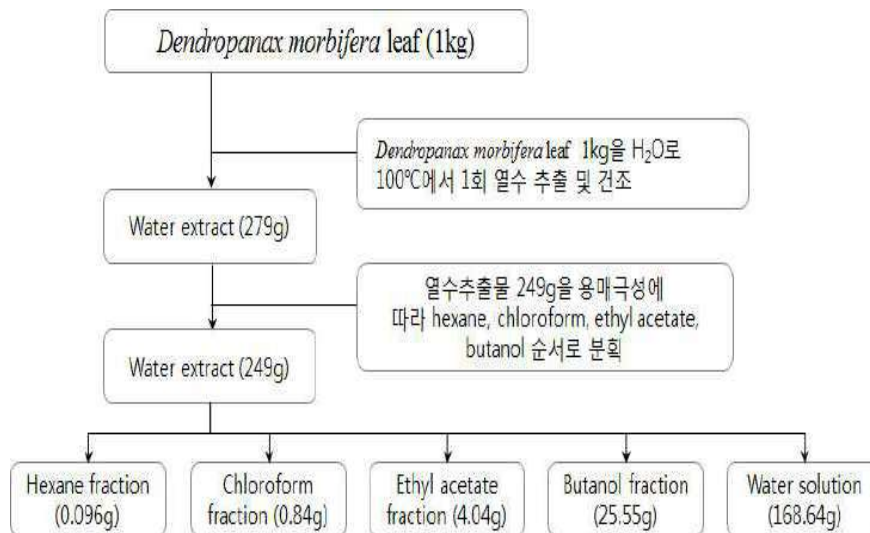 Dendropanax morbifera leaf (1kg)
Dendropanax morbifera leaf 1kg을 H₂O로
100℃에서 1회 열수 추출 및 건조
Water extract (279g)
열수추출물 249g을 용매극성에
따라 hexane, chloroform, ethyl acetate,
butanol 순서로 분획
Water extract (249g)
Hexane fraction
(0.096g)
Chloroform
fraction (0.84g)
Ethyl acetate
fraction (4.04g)
Butanol fraction
(25.55g)
Water solution
(168.64g)